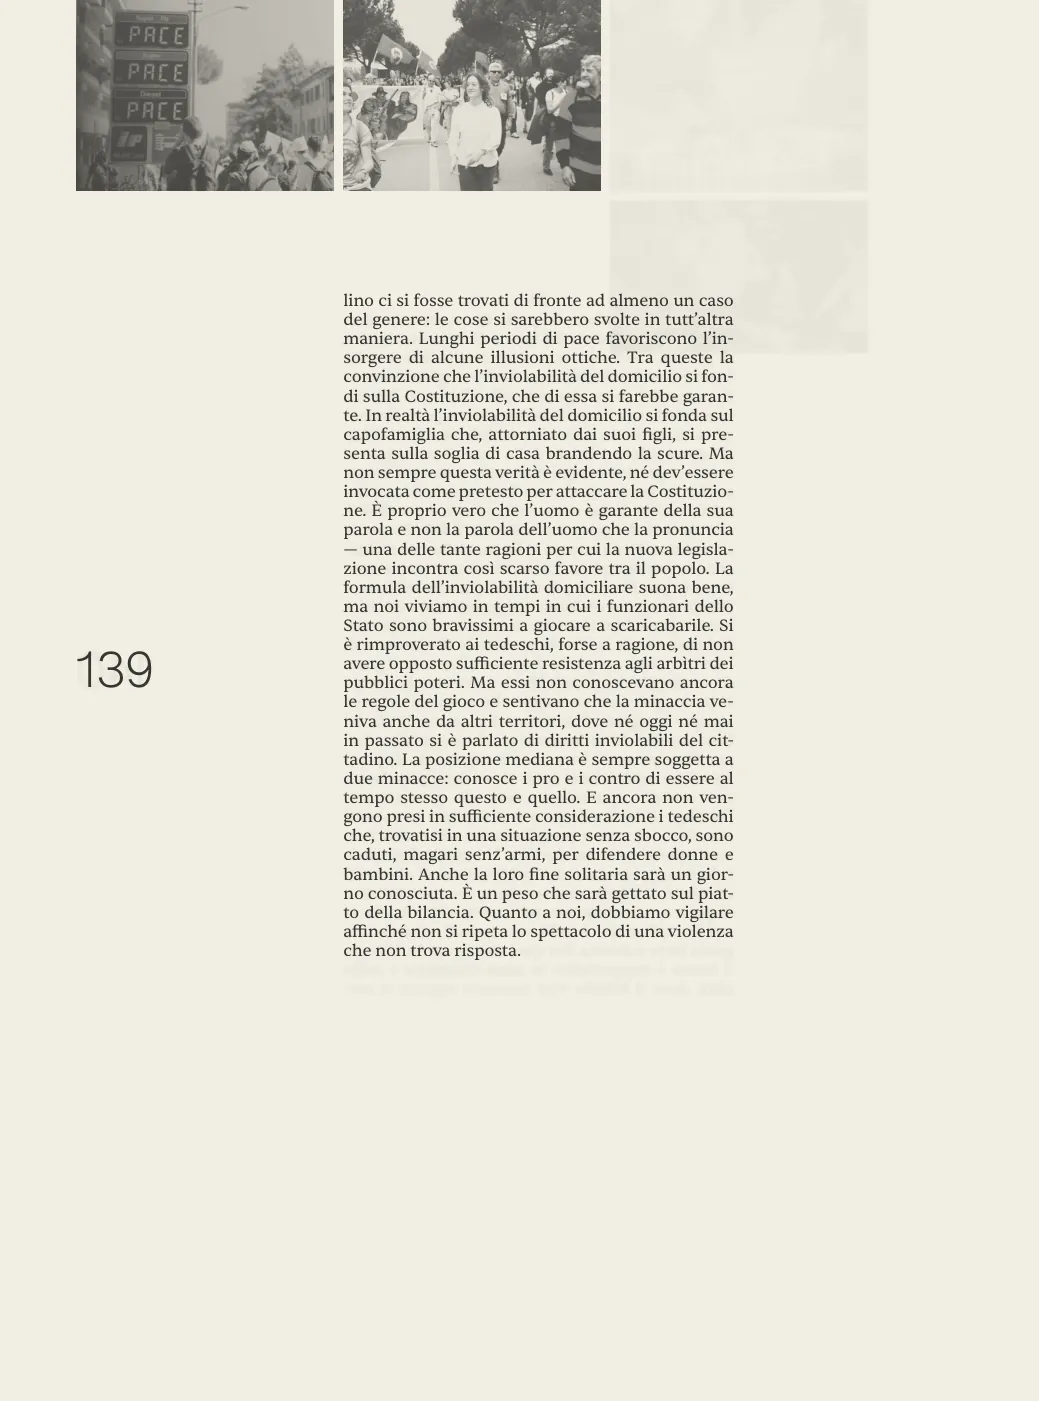 PACE
PACE
PACE
IP
lino ci si fosse trovati di fronte ad almeno un caso
del genere: le cose si sarebbero svolte in tutt’altra
maniera. Lunghi periodi di pace favoriscono l’in-
sorgere di alcune illusioni ottiche. Tra queste la
convinzione che l’inviolabilità del domicilio si fon-
di sulla Costituzione, che di essa si farebbe garan-
te. In realtà l’inviolabilità del domicilio si fonda sul
capofamiglia che, attorniato dai suoi figli, si pre-
senta sulla soglia di casa brandendo la scure. Ma
non sempre questa verità è evidente, né dev’essere
invocata come pretesto per attaccare la Costituzio-
ne. È proprio vero che l’uomo è garante della sua
parola e non la parola dell’uomo che la pronuncia
— una delle tante ragioni per cui la nuova legisla-
zione incontra così scarso favore tra il popolo. La
formula dell’inviolabilità domiciliare suona bene,
ma noi viviamo in tempi in cui i funzionari dello
Stato sono bravissimi a giocare a scaricabarile. Si
è rimproverato ai tedeschi, forse a ragione, di non
avere opposto sufficiente resistenza agli arbìtri dei
pubblici poteri. Ma essi non conoscevano ancora
le regole del gioco e sentivano che la minaccia ve-
niva anche da altri territori, dove né oggi né mai
in passato si è parlato di diritti inviolabili del cit-
tadino. La posizione mediana è sempre soggetta a
due minacce: conosce i pro e i contro di essere al
tempo stesso questo e quello. E ancora non ven-
gono presi in sufficiente considerazione i tedeschi
che, trovatisi in una situazione senza sbocco, sono
caduti, magari senz’armi, per difendere donne e
bambini. Anche la loro fine solitaria sarà un gior-
no conosciuta. È un peso che sarà gettato sul piat-
to della bilancia. Quanto a noi, dobbiamo vigilare
affinché non si ripeta lo spettacolo di una violenza
che non trova risposta.
139